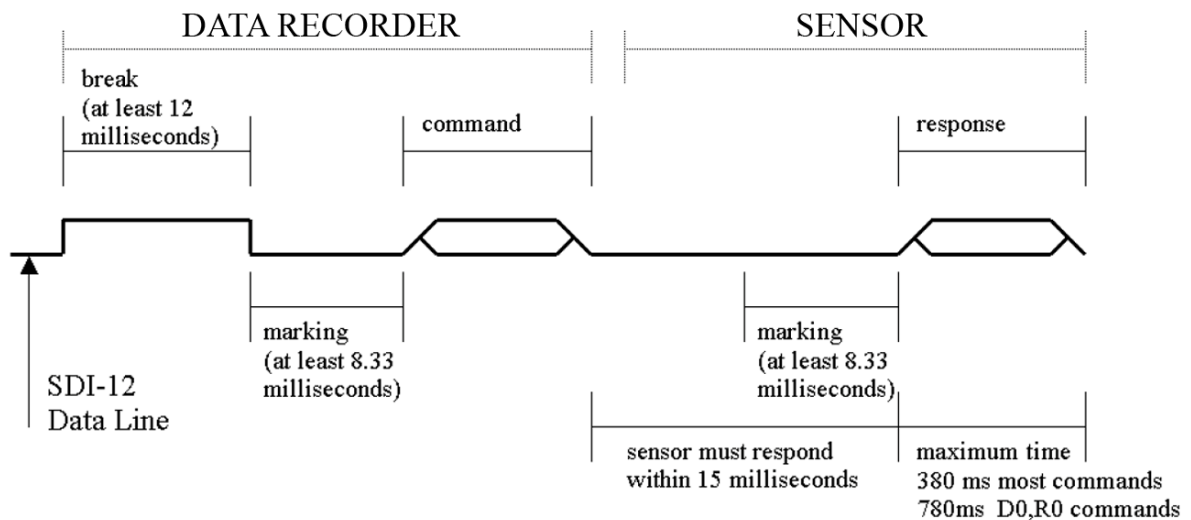 DATA RECORDER
SENSOR
break
(at least 12
milliseconds)
command
response
marking
(at least 8.33
milliseconds)
marking
(at least 8.33
milliseconds)
SDI-12
Data Line
sensor must respond
within 15 milliseconds
maximum time
380 ms most commands
780ms D0,R0 commands